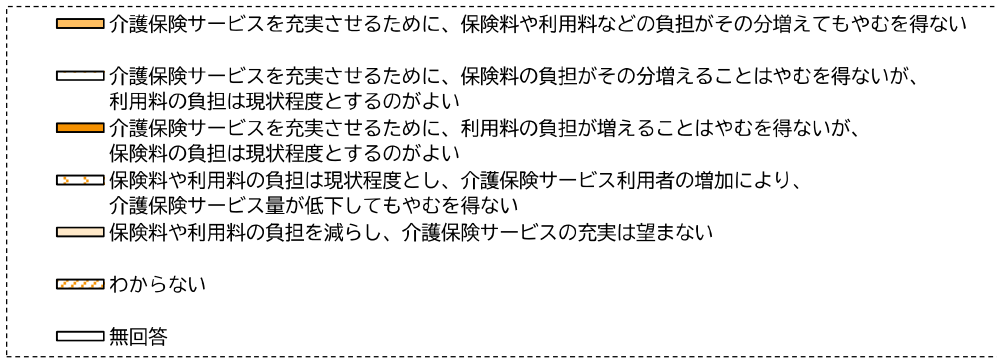 介護保険サービスを充実させるために、保険料や利用料などの負担がその分増えてもやむを得ない
介護保険サービスを充実させるために、保険料の負担がその分増えることはやむを得ないが、
利用料の負担は現状程度とするのがよい
介護保険サービスを充実させるために、利用料の負担が増えることはやむを得ないが、
保険料の負担は現状程度とするのがよい
保険料や利用料の負担は現状程度とし、介護保険サービス利用者の増加により、
介護保険サービス量が低下してもやむを得ない
保険料や利用料の負担を減らし、介護保険サービスの充実は望まない
わからない
無回答